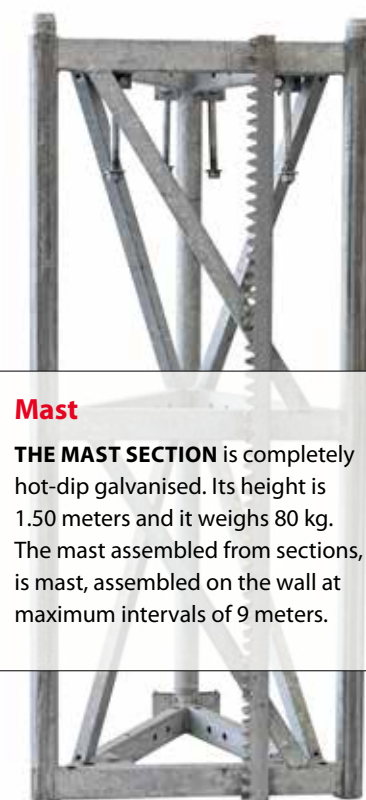 Mast
THE MAST SECTION is completely
hot-dip galvanised. Its height is
1.50 meters and it weighs 80 kg.
The mast assembled from sections,
is mast, assembled on the wall at
maximum intervals of 9 meters.